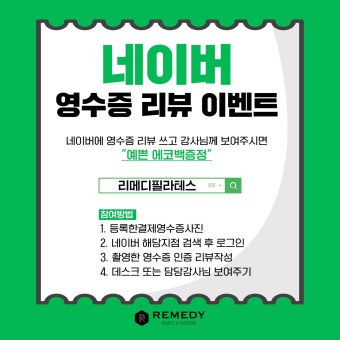 네이버
영수증 리뷰 이벤트
네이버에 영수증 리뷰 쓰고 강사님께 보여주시면
"예쁜 에코백증정"
리메디필라테스
참여방법
1. 등록한결제영수증사진
2. 네이버 해당지점 검색 후 로그인
3. 촬영한 영수증 인증 리뷰작성
4. 데스크 또는 담당강사님 보여주기
REMEDY